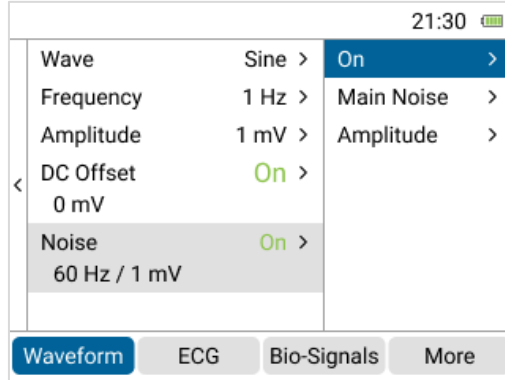 21:30
Wave Sine >
Frequency 1 Hz >
Amplitude 1 mV >
DC Offset On >
0 mV
Noise On >
60 Hz / 1 mV
On >
Main Noise >
Amplitude >
<
Waveform ECG Bio-Signals More